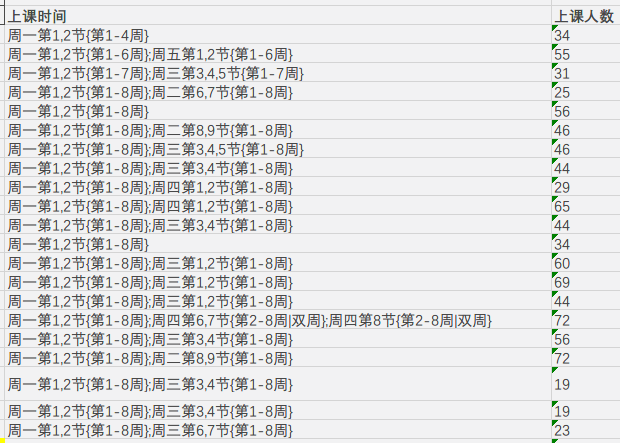 上课时间 上课人数
周一第1,2节{第1-4周} 34
周一第1,2节{第1-6周};周五第1,2节{第1-6周} 55
周一第1,2节{第1-7周};周三第3,4,5节{第1-7周} 31
周一第1,2节{第1-8周};周二第6,7节{第1-8周} 25
周一第1,2节{第1-8周} 56
周一第1,2节{第1-8周};周二第8,9节{第1-8周} 46
周一第1,2节{第1-8周};周三第3,4,5节{第1-8周} 46
周一第1,2节{第1-8周};周三第3,4节{第1-8周} 44
周一第1,2节{第1-8周};周四第1,2节{第1-8周} 29
周一第1,2节{第1-8周};周四第1,2节{第1-8周} 65
周一第1,2节{第1-8周};周三第3,4节{第1-8周} 44
周一第1,2节{第1-8周} 34
周一第1,2节{第1-8周};周三第1,2节{第1-8周} 60
周一第1,2节{第1-8周};周三第1,2节{第1-8周} 69
周一第1,2节{第1-8周};周三第1,2节{第1-8周} 44
周一第1,2节{第1-8周};周四第6,7节{第2-8周|双周};周四第8节{第2-8周|双周} 72
周一第1,2节{第1-8周};周三第3,4节{第1-8周} 56
周一第1,2节{第1-8周};周二第8,9节{第1-8周} 72
周一第1,2节{第1-8周};周三第3,4节{第1-8周} 19
周一第1,2节{第1-8周};周三第3,4节{第1-8周} 19
周一第1,2节{第1-8周};周三第6,7节{第1-8周} 23